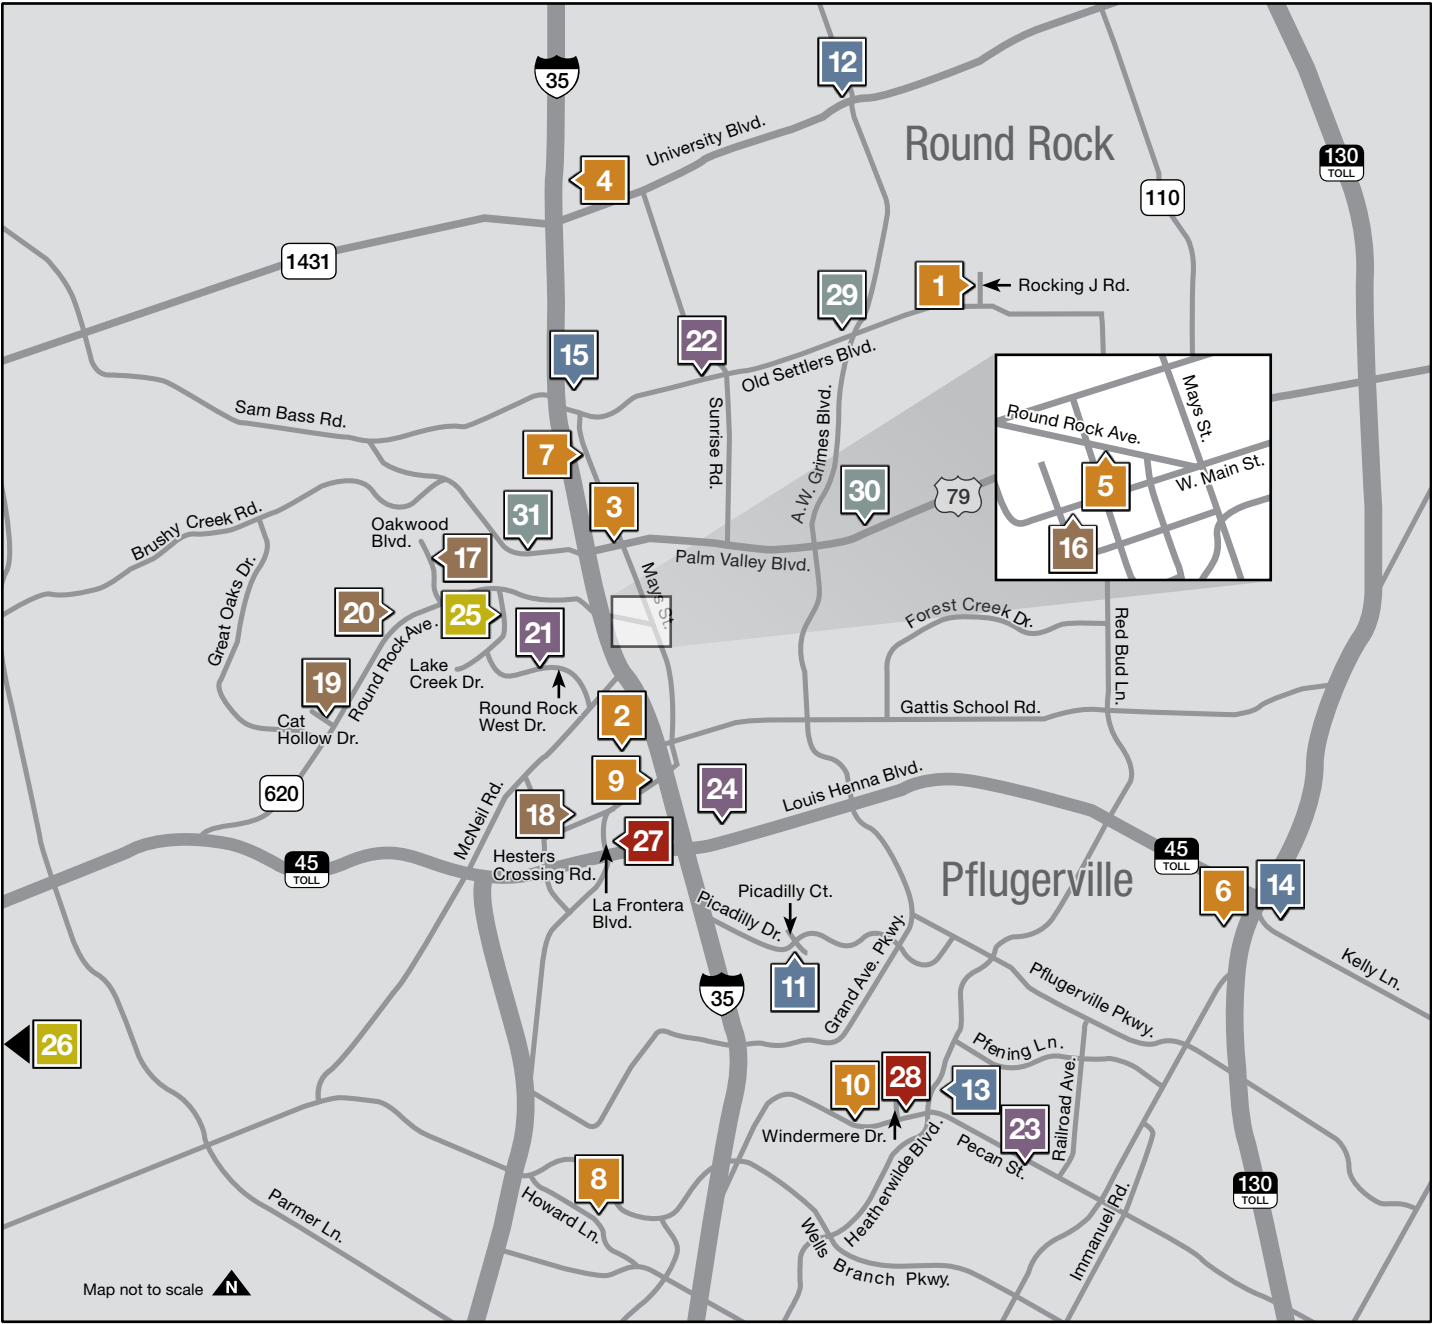 35
12
University Blvd.
Round Rock
130
TOLL
4
110
1431
29
1
Rocking J Rd.
15
22
Old Settlers Blvd.
Sam Bass Rd.
Sunrise Rd.
A.W. Grimes Blvd.
Mays St.
Round Rock Ave.
W. Main St.
5
16
7
3
31
30
79
Brushy Creek Rd.
Oakwood
Blvd.
17
Palm Valley Blvd.
Mays St.
Great Oaks Dr.
20
25
21
Round Rock Ave.
Lake
Creek Dr.
Forest Creek Dr.
Red Bud Ln.
19
Cat
Hollow Dr.
Round Rock
West Dr.
2
Gattis School Rd.
620
9
24
Louis Henna Blvd.
McNeil Rd.
18
27
45
TOLL
Hesters
Crossing Rd.
La Frontera
Blvd.
45
TOLL
Pflugerville
6
14
Picadilly Ct.
Picadilly Dr.
11
Grand Ave. Pkwy.
Kelly Ln.
Pflugerville Pkwy.
35
26
Pfening Ln.
10
28
13
23
Railroad Ave.
Windermere Dr.
Pecan St.
Heatherwilde Blvd.
8
Howard Ln.
Parmer Ln.
Wells
Branch Pkwy.
Immanuel Rd.
130
TOLL
Map not to scale
N